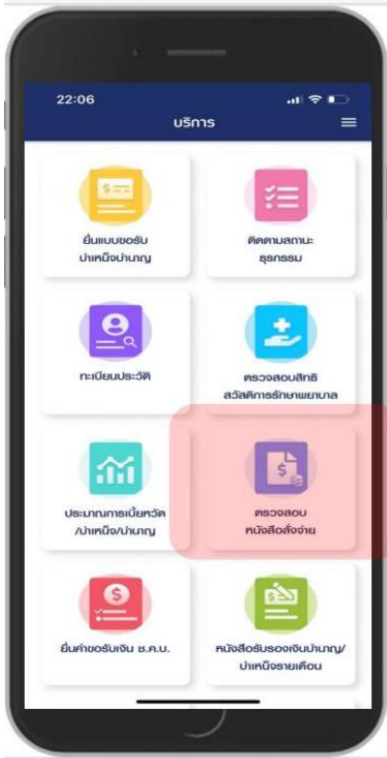 22:06
บริการ
ยื่นแบบขอรับ
บำเหน็จบำนาญ
ติดตามสถานะ
ธุรกรรม
ทะเบียนประวัติ
ตรวจสอบสิทธิ
สวัสดิการรักษาพยาบาล
ประมาณการเบี้ยหวัด
/บำเหน็จ/บำนาญ
ตรวจสอบ
หนังสือสั่งจ่าย
ยื่นคำขอรับเงิน ช.ค.บ.
หนังสือรับรองเงินบำนาญ/
บำเหน็จรายเดือน